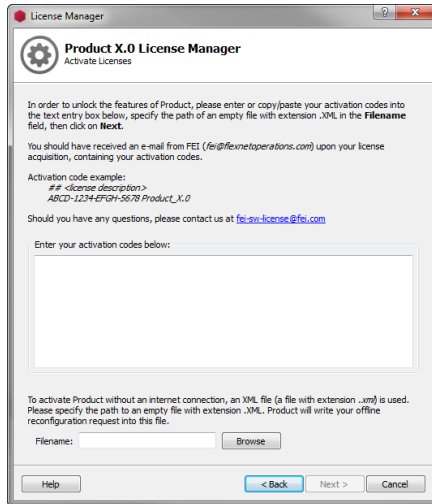 License Manager
Product X.0 License Manager
Activate Licenses
In order to unlock the features of Product, please enter or copy/paste your activation codes into
the text entry box below, specify the path of an empty file with extension .XML in the Filename
field, then click on Next.
You should have received an e-mail from FEI (fei@flexnetoperations.com) upon your license
acquisition, containing your activation codes.
Activation code example:
## <license description>
ABCD-1234-EFGH-5678 Product_X.0
Should you have any questions, please contact us at fei-sw-license@fei.com
Enter your activation codes below:
To activate Product without an internet connection, an XML file (a file with extension ..xml) is used.
Please specify the path to an empty file with extension .XML. Product will write your offline
reconfiguration request into this file.
Filename:
Browse
Help
< Back
Next >
Cancel